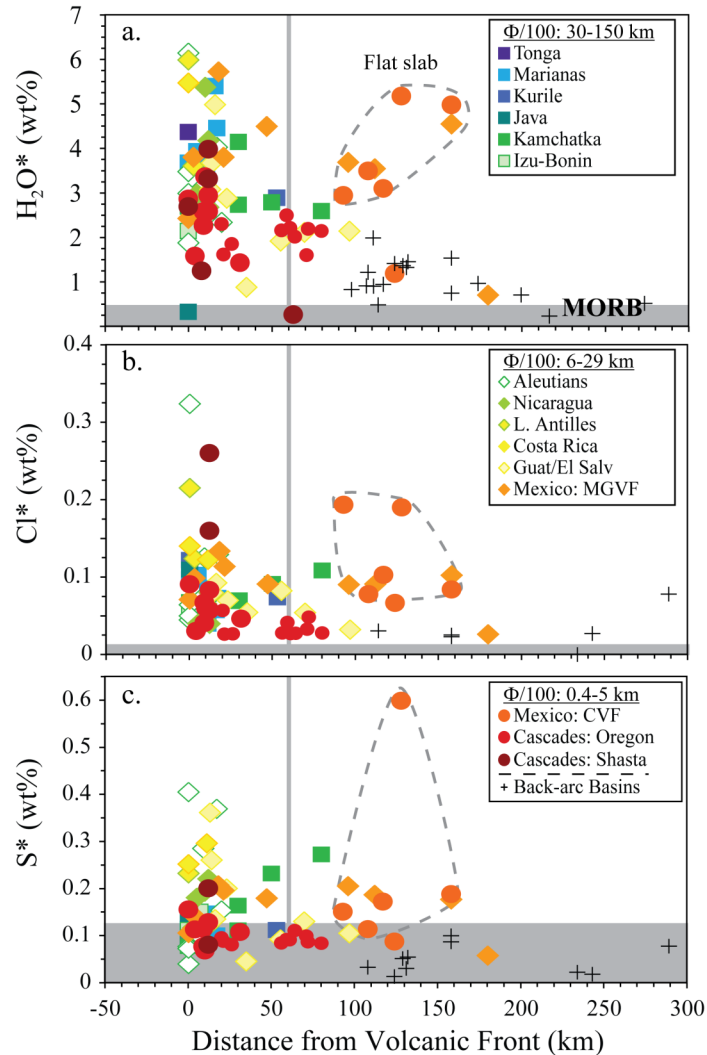 a.
Φ/100: 30-150 km
Tonga
Marianas
Kurile
Java
Kamchatka
Izu-Bonin
Flat slab
MORB
H2O* (wt%)
7
6
5
4
3
2
1
0
b.
Φ/100: 6-29 km
Aleutians
Nicaragua
L. Antilles
Costa Rica
Guat/El Salv
Mexico: MGVF
Cl* (wt%)
0.4
0.3
0.2
0.1
0
c.
Φ/100: 0.4-5 km
Mexico: CVF
Cascades: Oregon
Cascades: Shasta
Back-arc Basins
S* (wt%)
0.6
0.5
0.4
0.3
0.2
0.1
0
-50 0 50 100 150 200 250 300
Distance from Volcanic Front (km)